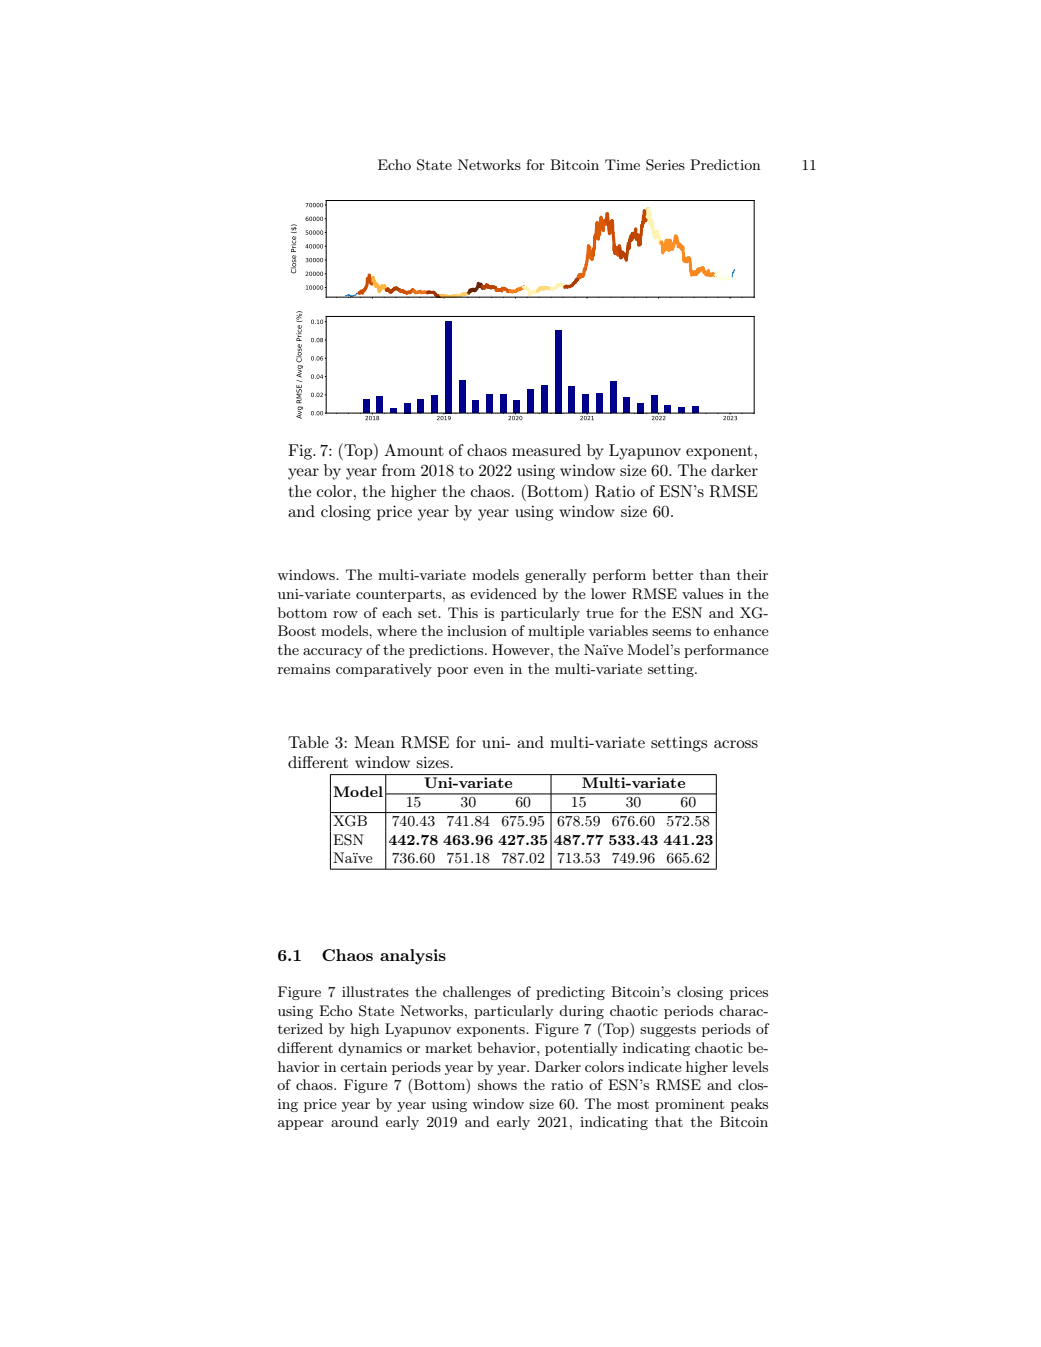 Echo State Networks for Bitcoin Time Series Prediction 11
Close Price ($)
70000
60000
50000
40000
30000
20000
10000
Avg RMSE / Avg Close Price (%)
0.10
0.08
0.06
0.04
0.02
0.00
2018 2019 2020 2021 2022 2023
Fig. 7: (Top) Amount of chaos measured by Lyapunov exponent,
year by year from 2018 to 2022 using window size 60. The darker
the color, the higher the chaos. (Bottom) Ratio of ESN's RMSE
and closing price year by year using window size 60.
windows. The multi-variate models generally perform better than their
uni-variate counterparts, as evidenced by the lower RMSE values in the
bottom row of each set. This is particularly true for the ESN and XG-
Boost models, where the inclusion of multiple variables seems to enhance
the accuracy of the predictions. However, the Naïve Model's performance
remains comparatively poor even in the multi-variate setting.
Table 3: Mean RMSE for uni- and multi-variate settings across
different window sizes.
Model Uni-variate Multi-variate
15 30 60 15 30 60
XGB 740.43 741.84 675.95 678.59 676.60 572.58
ESN 442.78 463.96 427.35 487.77 533.43 441.23
Naïve 736.60 751.18 787.02 713.53 749.96 665.62
6.1 Chaos analysis
Figure 7 illustrates the challenges of predicting Bitcoin's closing prices
using Echo State Networks, particularly during chaotic periods charac-
terized by high Lyapunov exponents. Figure 7 (Top) suggests periods of
different dynamics or market behavior, potentially indicating chaotic be-
havior in certain periods year by year. Darker colors indicate higher levels
of chaos. Figure 7 (Bottom) shows the ratio of ESN's RMSE and clos-
ing price year by year using window size 60. The most prominent peaks
appear around early 2019 and early 2021, indicating that the Bitcoin